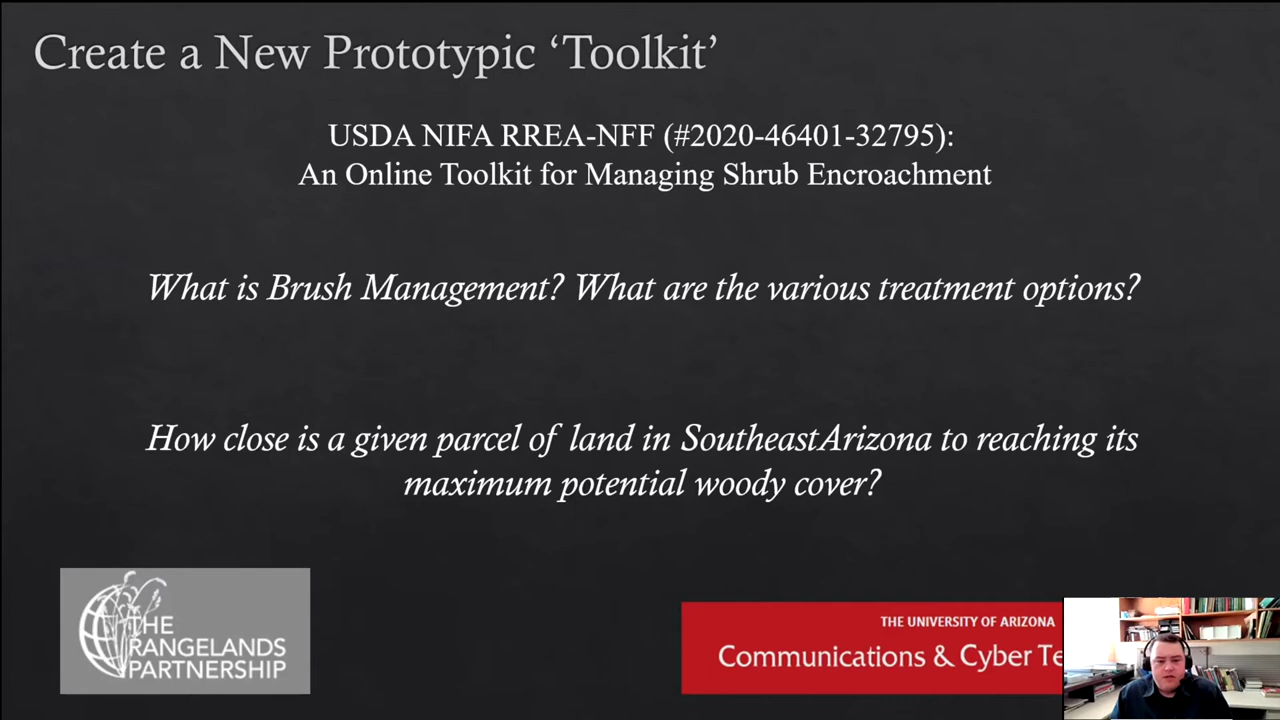 Create a New Prototypic ‘Toolkit’
USDA NIFA RREA-NFF (#2020-46401-32795):
An Online Toolkit for Managing Shrub Encroachment
What is Brush Management? What are the various treatment options?
How close is a given parcel of land in SoutheastArizona to reaching its
maximum potential woody cover?
THE
RANGELANDS
PARTNERSHIP
THE UNIVERSITY OF ARIZONA
Communications & Cyber Te